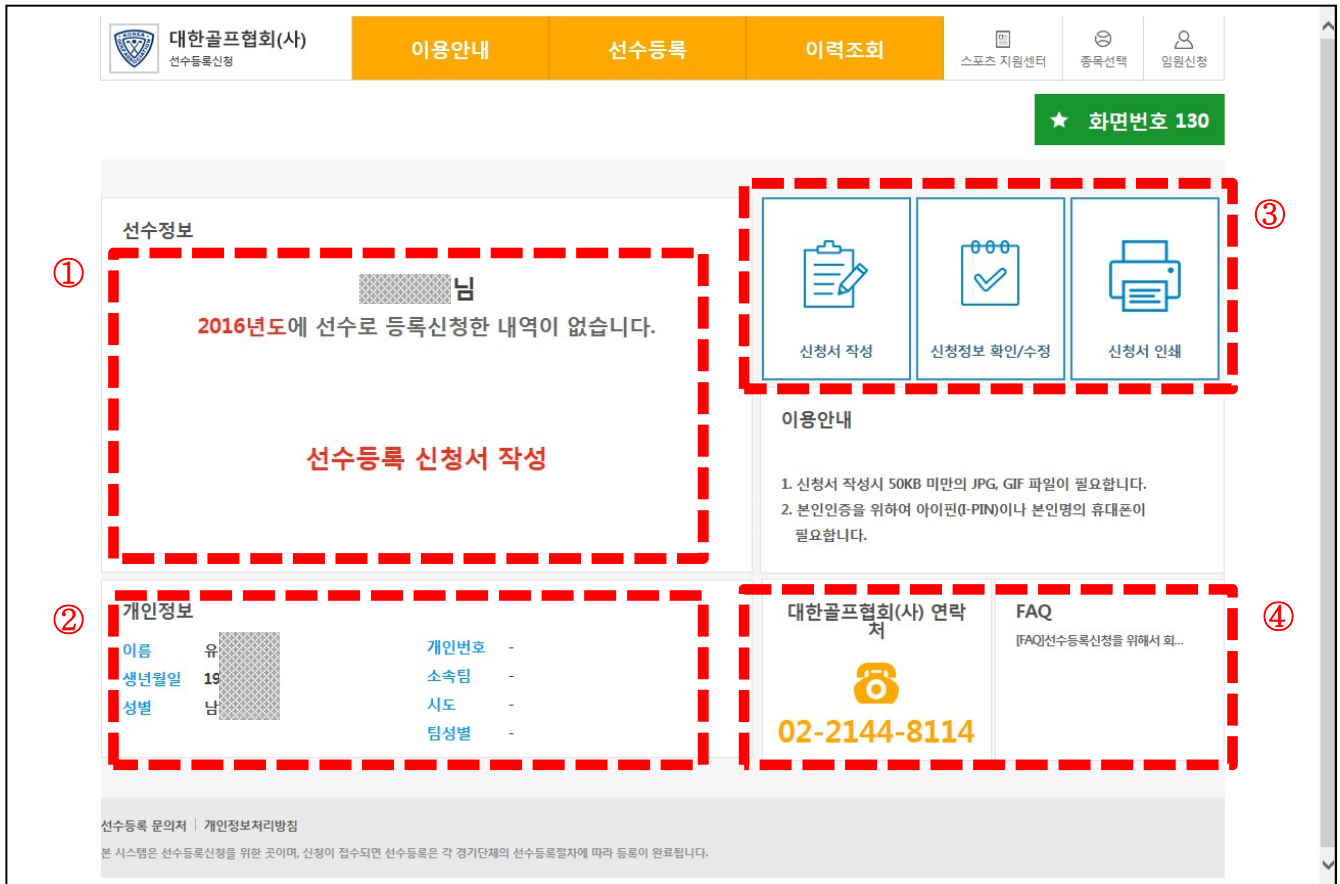 대한골프협회(사)
선수등록신청
이용안내
선수등록
이력조회
스포츠 지원센터
종목선택
임원신청
★ 화면번호 130
선수정보
①
님
2016년도에 선수로 등록신청한 내역이 없습니다.
선수등록 신청서 작성
③
신청서 작성
신청정보 확인/수정
신청서 인쇄
이용안내
1. 신청서 작성시 50KB 미만의 JPG, GIF 파일이 필요합니다.
2. 본인인증을 위하여 아이핀(I-PIN)이나 본인명의 휴대폰이
필요합니다.
②
개인정보
이름 유
생년월일 19
성별 남
개인번호 -
소속팀 -
시도 -
팀성별 -
대한골프협회(사) 연락
처
02-2144-8114
FAQ
[FAQ]선수등록신청을 위해서 회...
④
선수등록 문의처 | 개인정보처리방침
본 시스템은 선수등록신청을 위한 곳이며, 신청이 접수되면 선수등록은 각 경기단체의 선수등록절차에 따라 등록이 완료됩니다.